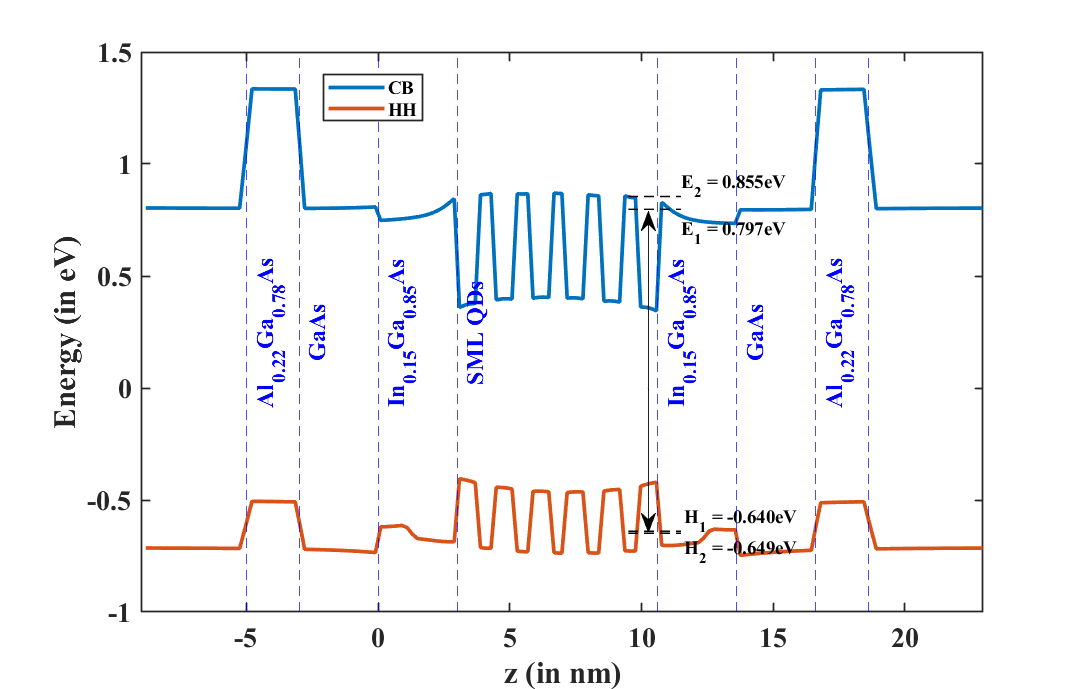 1.5
1
0.5
0
-0.5
-1
Energy (in eV)
CB
HH
Al0.22Ga0.78As
GaAs
In0.15Ga0.85As
SML QDs
In0.15Ga0.85As
GaAs
Al0.22Ga0.78As
E2 = 0.855eV
E1 = 0.797eV
H1 = -0.640eV
H2 = -0.649eV
-5 0 5 10 15 20
z (in nm)